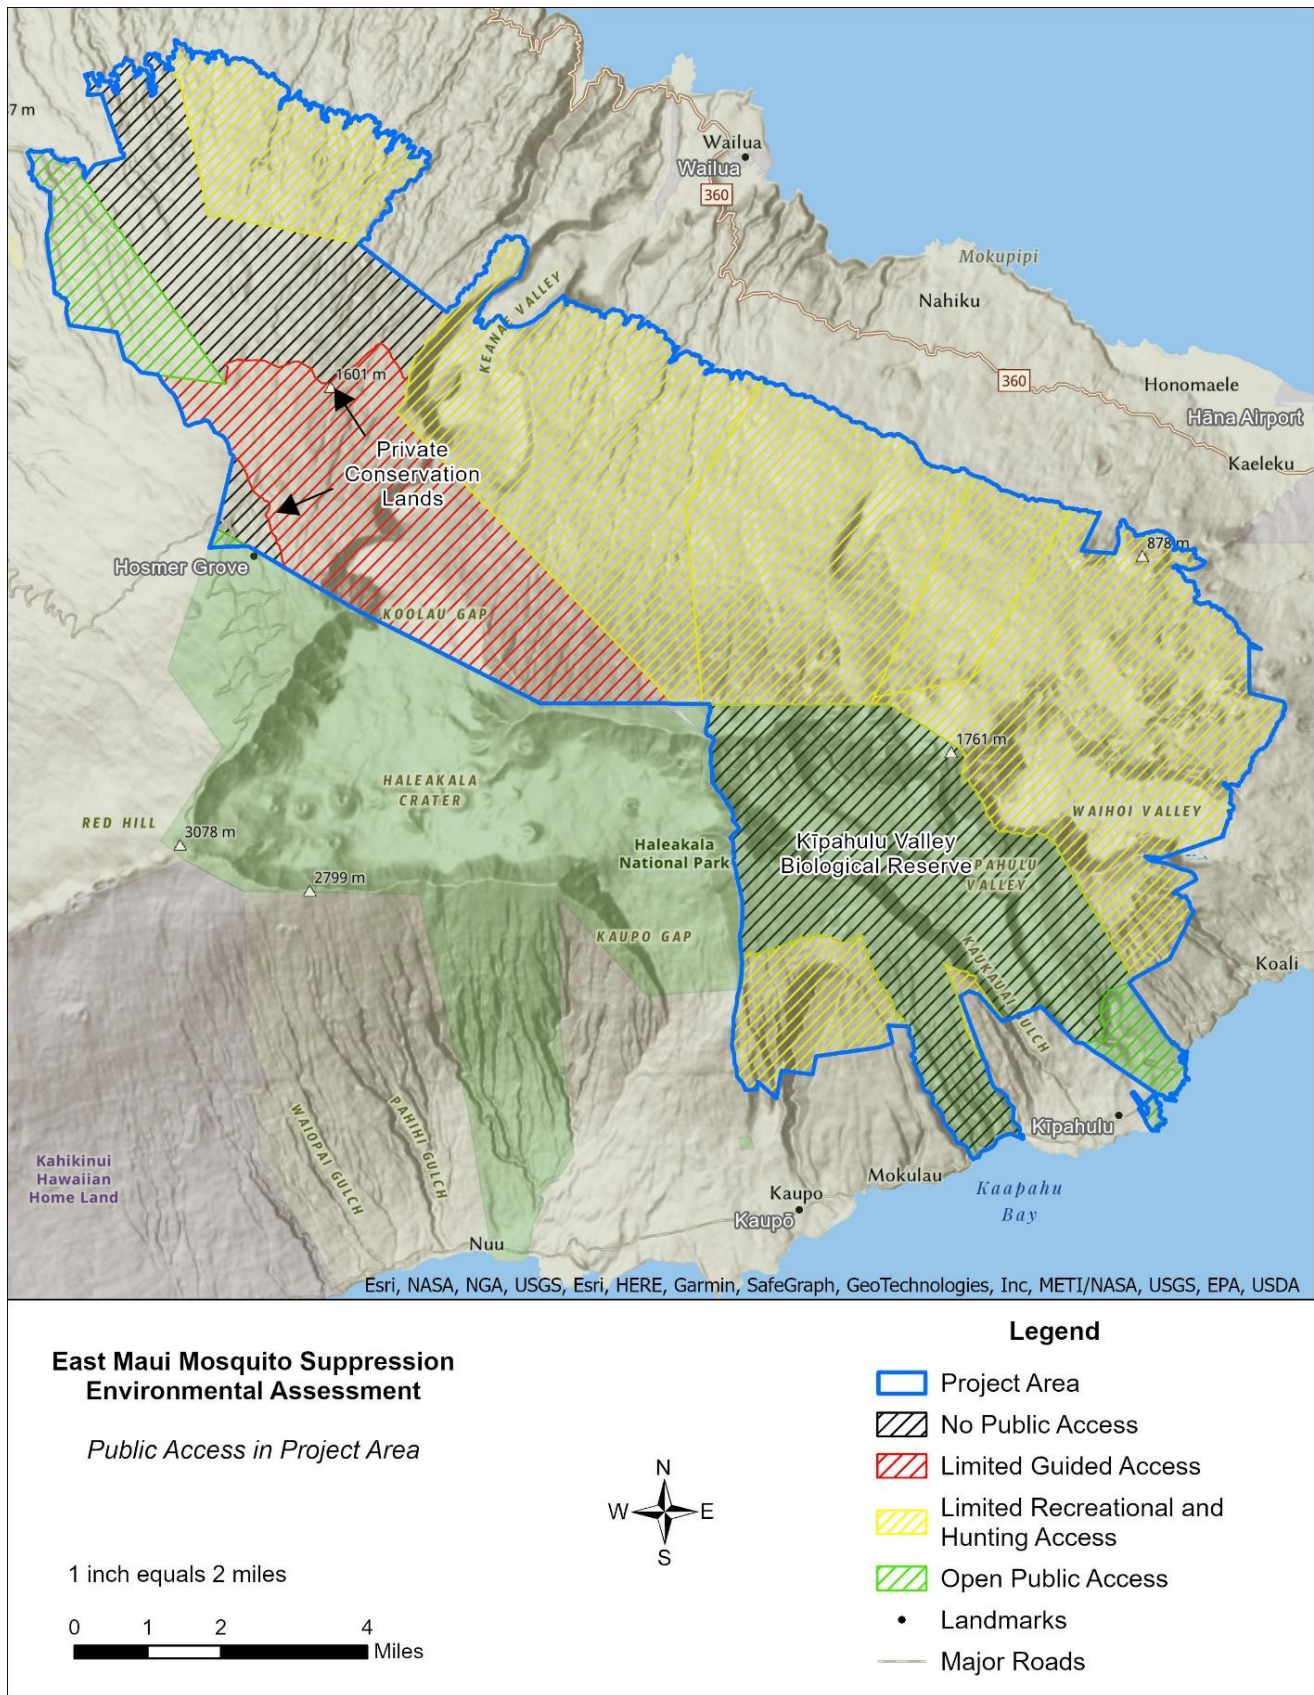 7 m
Wailua
Wailua
360
Mokupipi
Nahiku
KEANAE VALLEY
360
Honomaele
Hāna Airport
Kaeleku
1601 m
Private
Conservation
Lands
878 m
Hosmer Grove
KOOLAU GAP
1761 m
HALEAKALA
CRATER
RED HILL
3078 m
WAIHOI VALLEY
Haleakala
National Park
Kīpahulu Valley
Biological Reserve
PAHULU
VALLEY
2799 m
KAUPO GAP
KAUKAUAI GULCH
Koali
WAIOPAI GULCH
PAHIHI GULCH
Kīpahulu
Kahikinui
Hawaiian
Home Land
Mokulau
Kaapahu
Bay
Kaupo
Kaupō
Nuu
Esri, NASA, NGA, USGS, Esri, HERE, Garmin, SafeGraph, GeoTechnologies, Inc, METI/NASA, USGS, EPA, USDA
East Maui Mosquito Suppression
Environmental Assessment
Public Access in Project Area
1 inch equals 2 miles
0 1 2 4
Miles
N
W E
S
Legend
Project Area
No Public Access
Limited Guided Access
Limited Recreational and
Hunting Access
Open Public Access
Landmarks
Major Roads